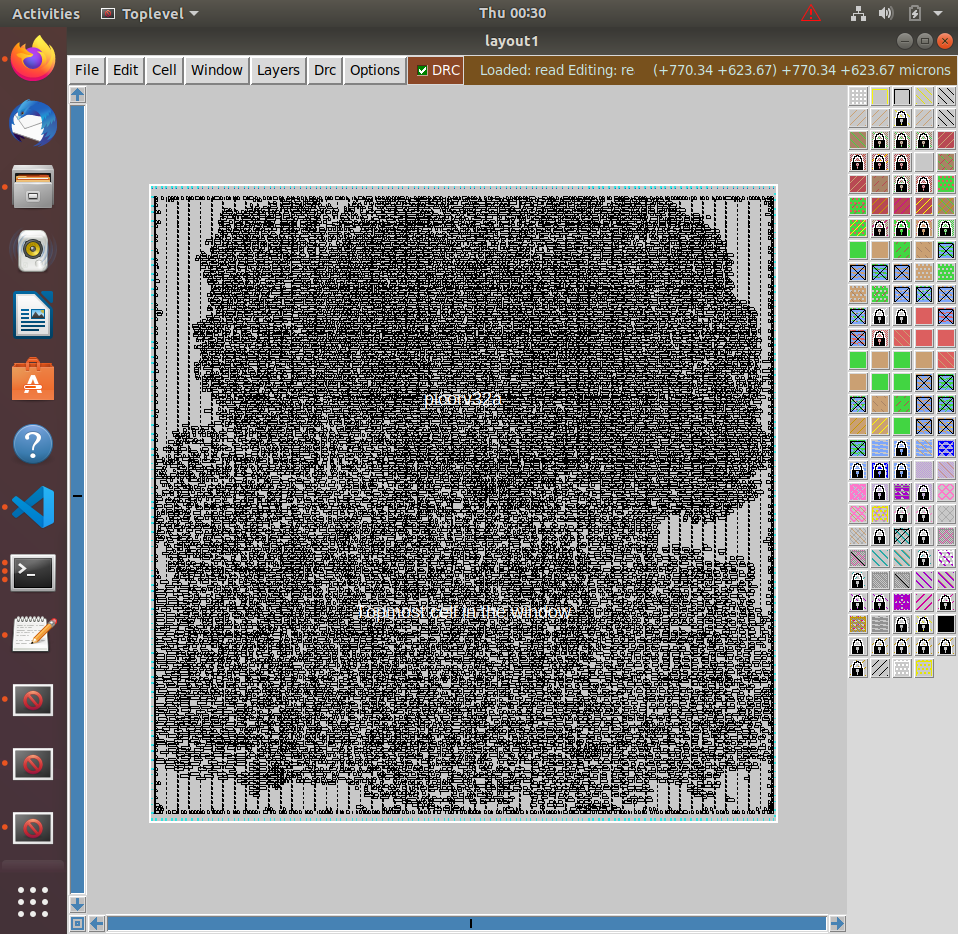 Activities Toplevel Thu 00:30
layout1
File Edit Cell Window Layers Drc Options DRC Loaded: read Editing: re (+770.34 +623.67) +770.34 +623.67 microns
picorv32a
Topmost cell in the window